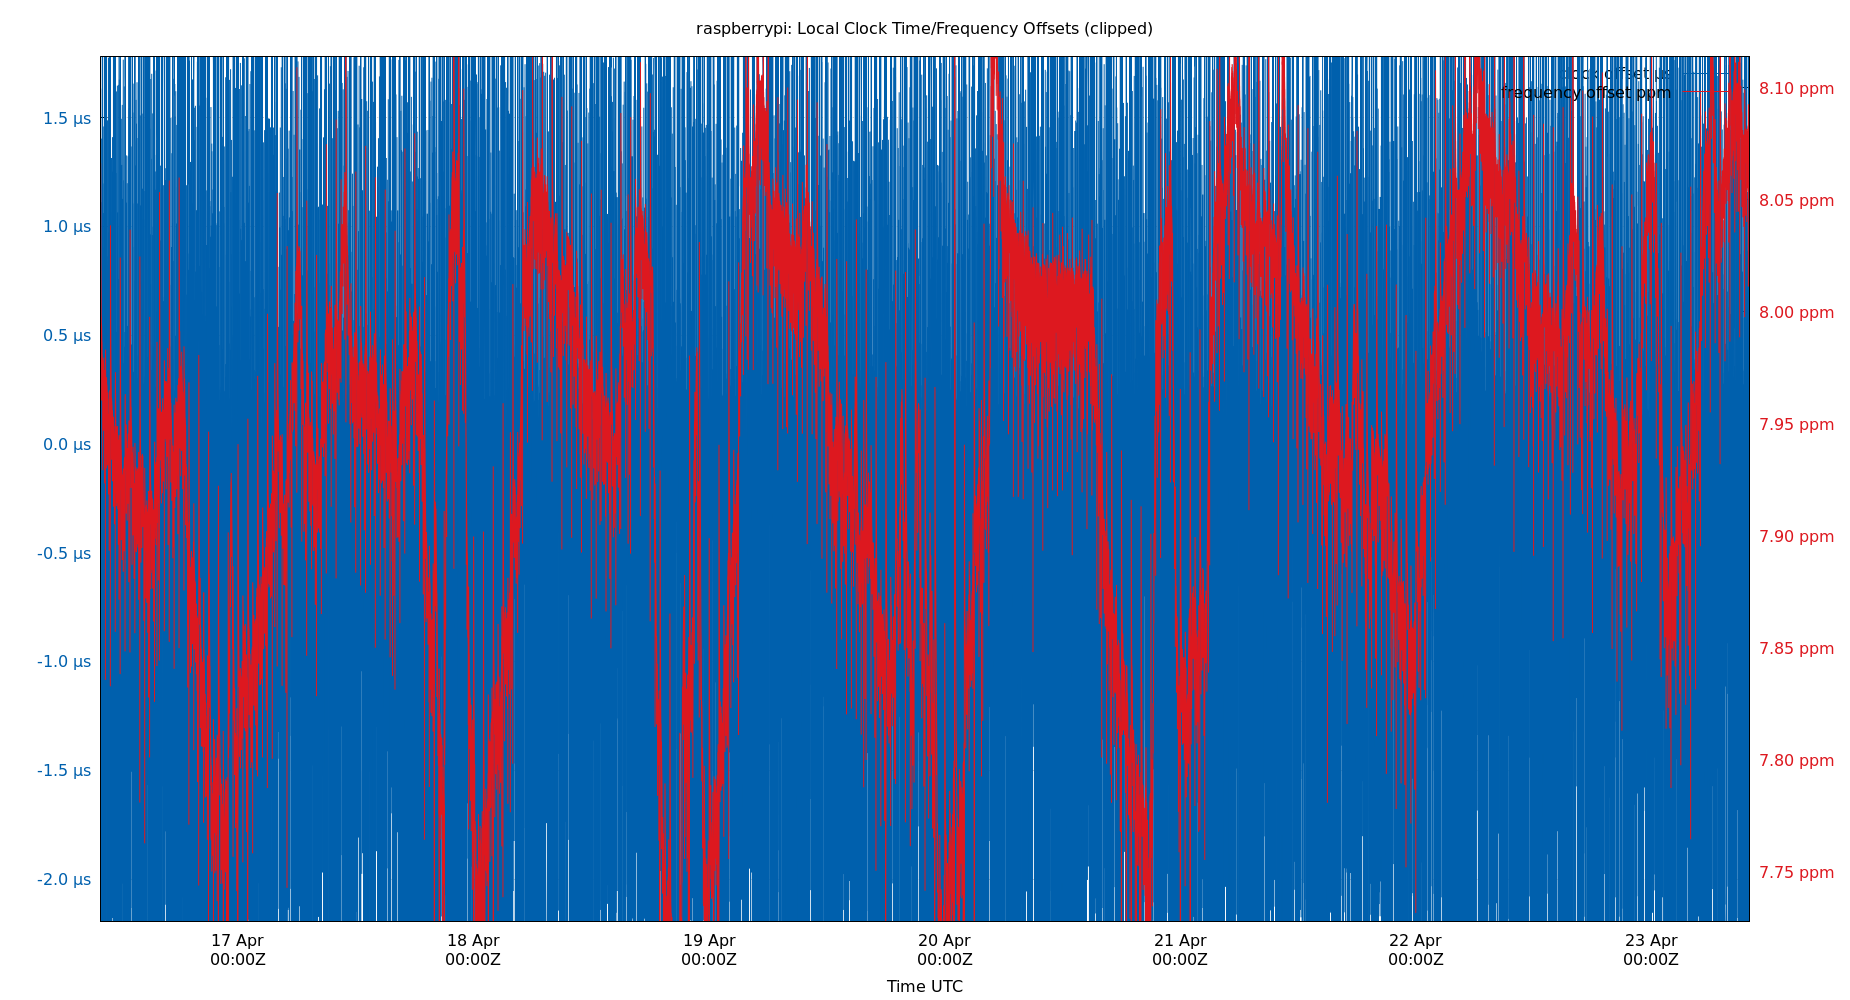 raspberrypi: Local Clock Time/Frequency Offsets (clipped)
clock offset µs
frequency offset ppm
1.5 µs
1.0 µs
0.5 µs
0.0 µs
-0.5 µs
-1.0 µs
-1.5 µs
-2.0 µs
8.10 ppm
8.05 ppm
8.00 ppm
7.95 ppm
7.90 ppm
7.85 ppm
7.80 ppm
7.75 ppm
17 Apr 18 Apr 19 Apr 20 Apr 21 Apr 22 Apr 23 Apr
00:00Z 00:00Z 00:00Z 00:00Z 00:00Z 00:00Z 00:00Z
Time UTC